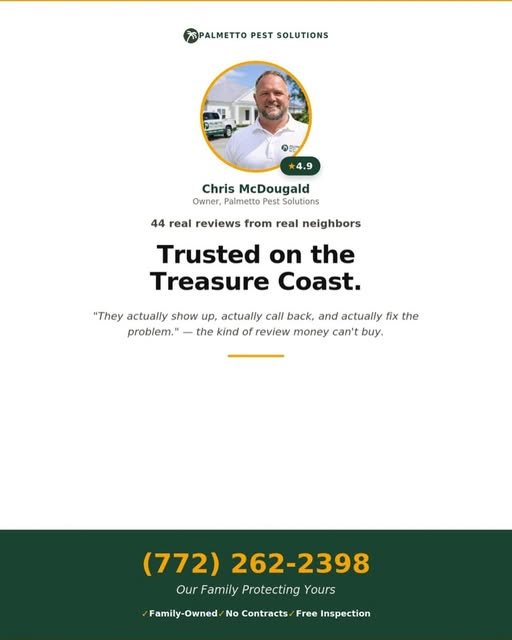 PALMETTO PEST SOLUTIONS
★4.9
Chris McDougald
Owner, Palmetto Pest Solutions
44 real reviews from real neighbors
Trusted on the
Treasure Coast.
"They actually show up, actually call back, and actually fix the
problem." — the kind of review money can't buy.
(772) 262-2398
Our Family Protecting Yours
✓Family-Owned✓No Contracts✓Free Inspection